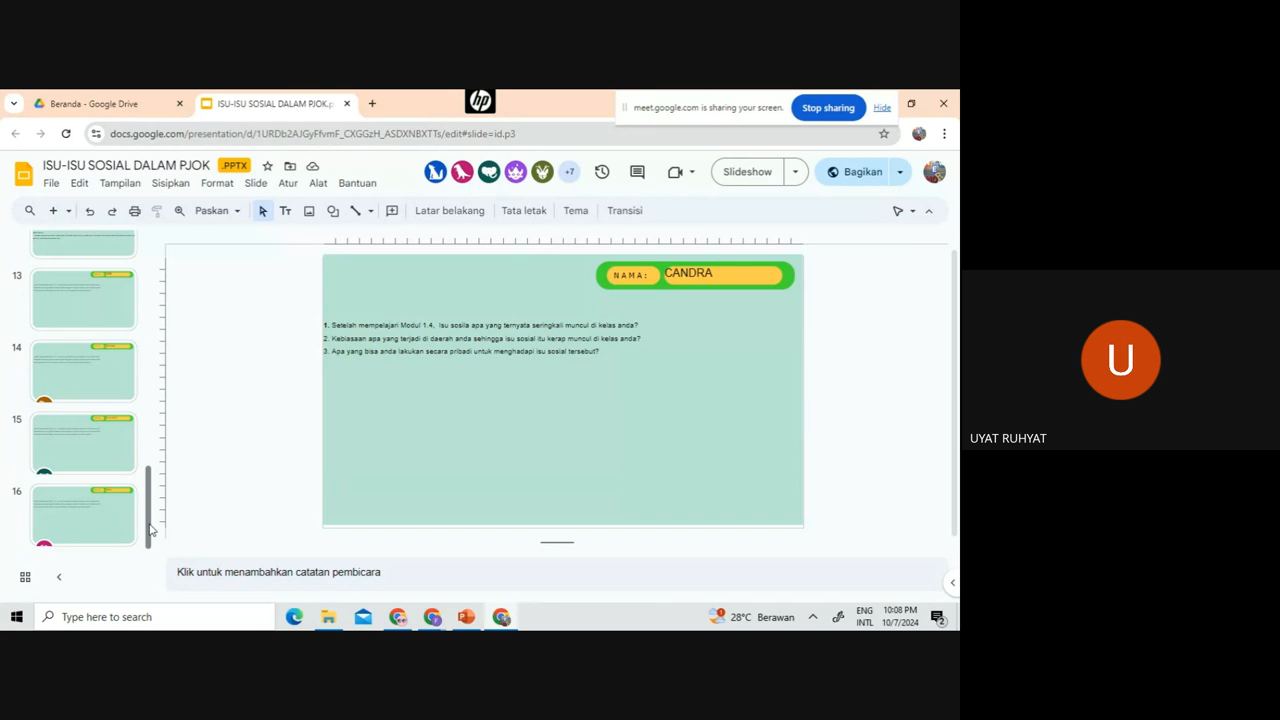 Beranda - Google Drive
ISU-ISU SOSIAL DALAM PJOK.p
hp
meet.google.com is sharing your screen.
Stop sharing
Hide
docs.google.com/presentation/d/1URDb2AJGyFfvmF_CXGGzH_ASDXNBXTTs/edit#slide=id.p3
ISU-ISU SOSIAL DALAM PJOK .PPTX
+7
Slideshow
Bagikan
File Edit Tampilan Sisipkan Format Slide Atur Alat Bantuan
Paskan
Tt
Latar belakang Tata letak Tema Transisi
13
14
15
16
NAMA: CANDRA
1. Setelah mempelajari Modul 1.4, Isu sosila apa yang ternyata seringkali muncul di kelas anda?
2. Kebiasaan apa yang terjadi di daerah anda sehingga isu sosial itu kerap muncul di kelas anda?
3. Apa yang bisa anda lakukan secara pribadi untuk menghadapi isu sosial tersebut?
Klik untuk menambahkan catatan pembicara
U
UYAT RUHYAT
Type here to search
28°C Berawan
ENG
INTL
10:08 PM
10/7/2024
2